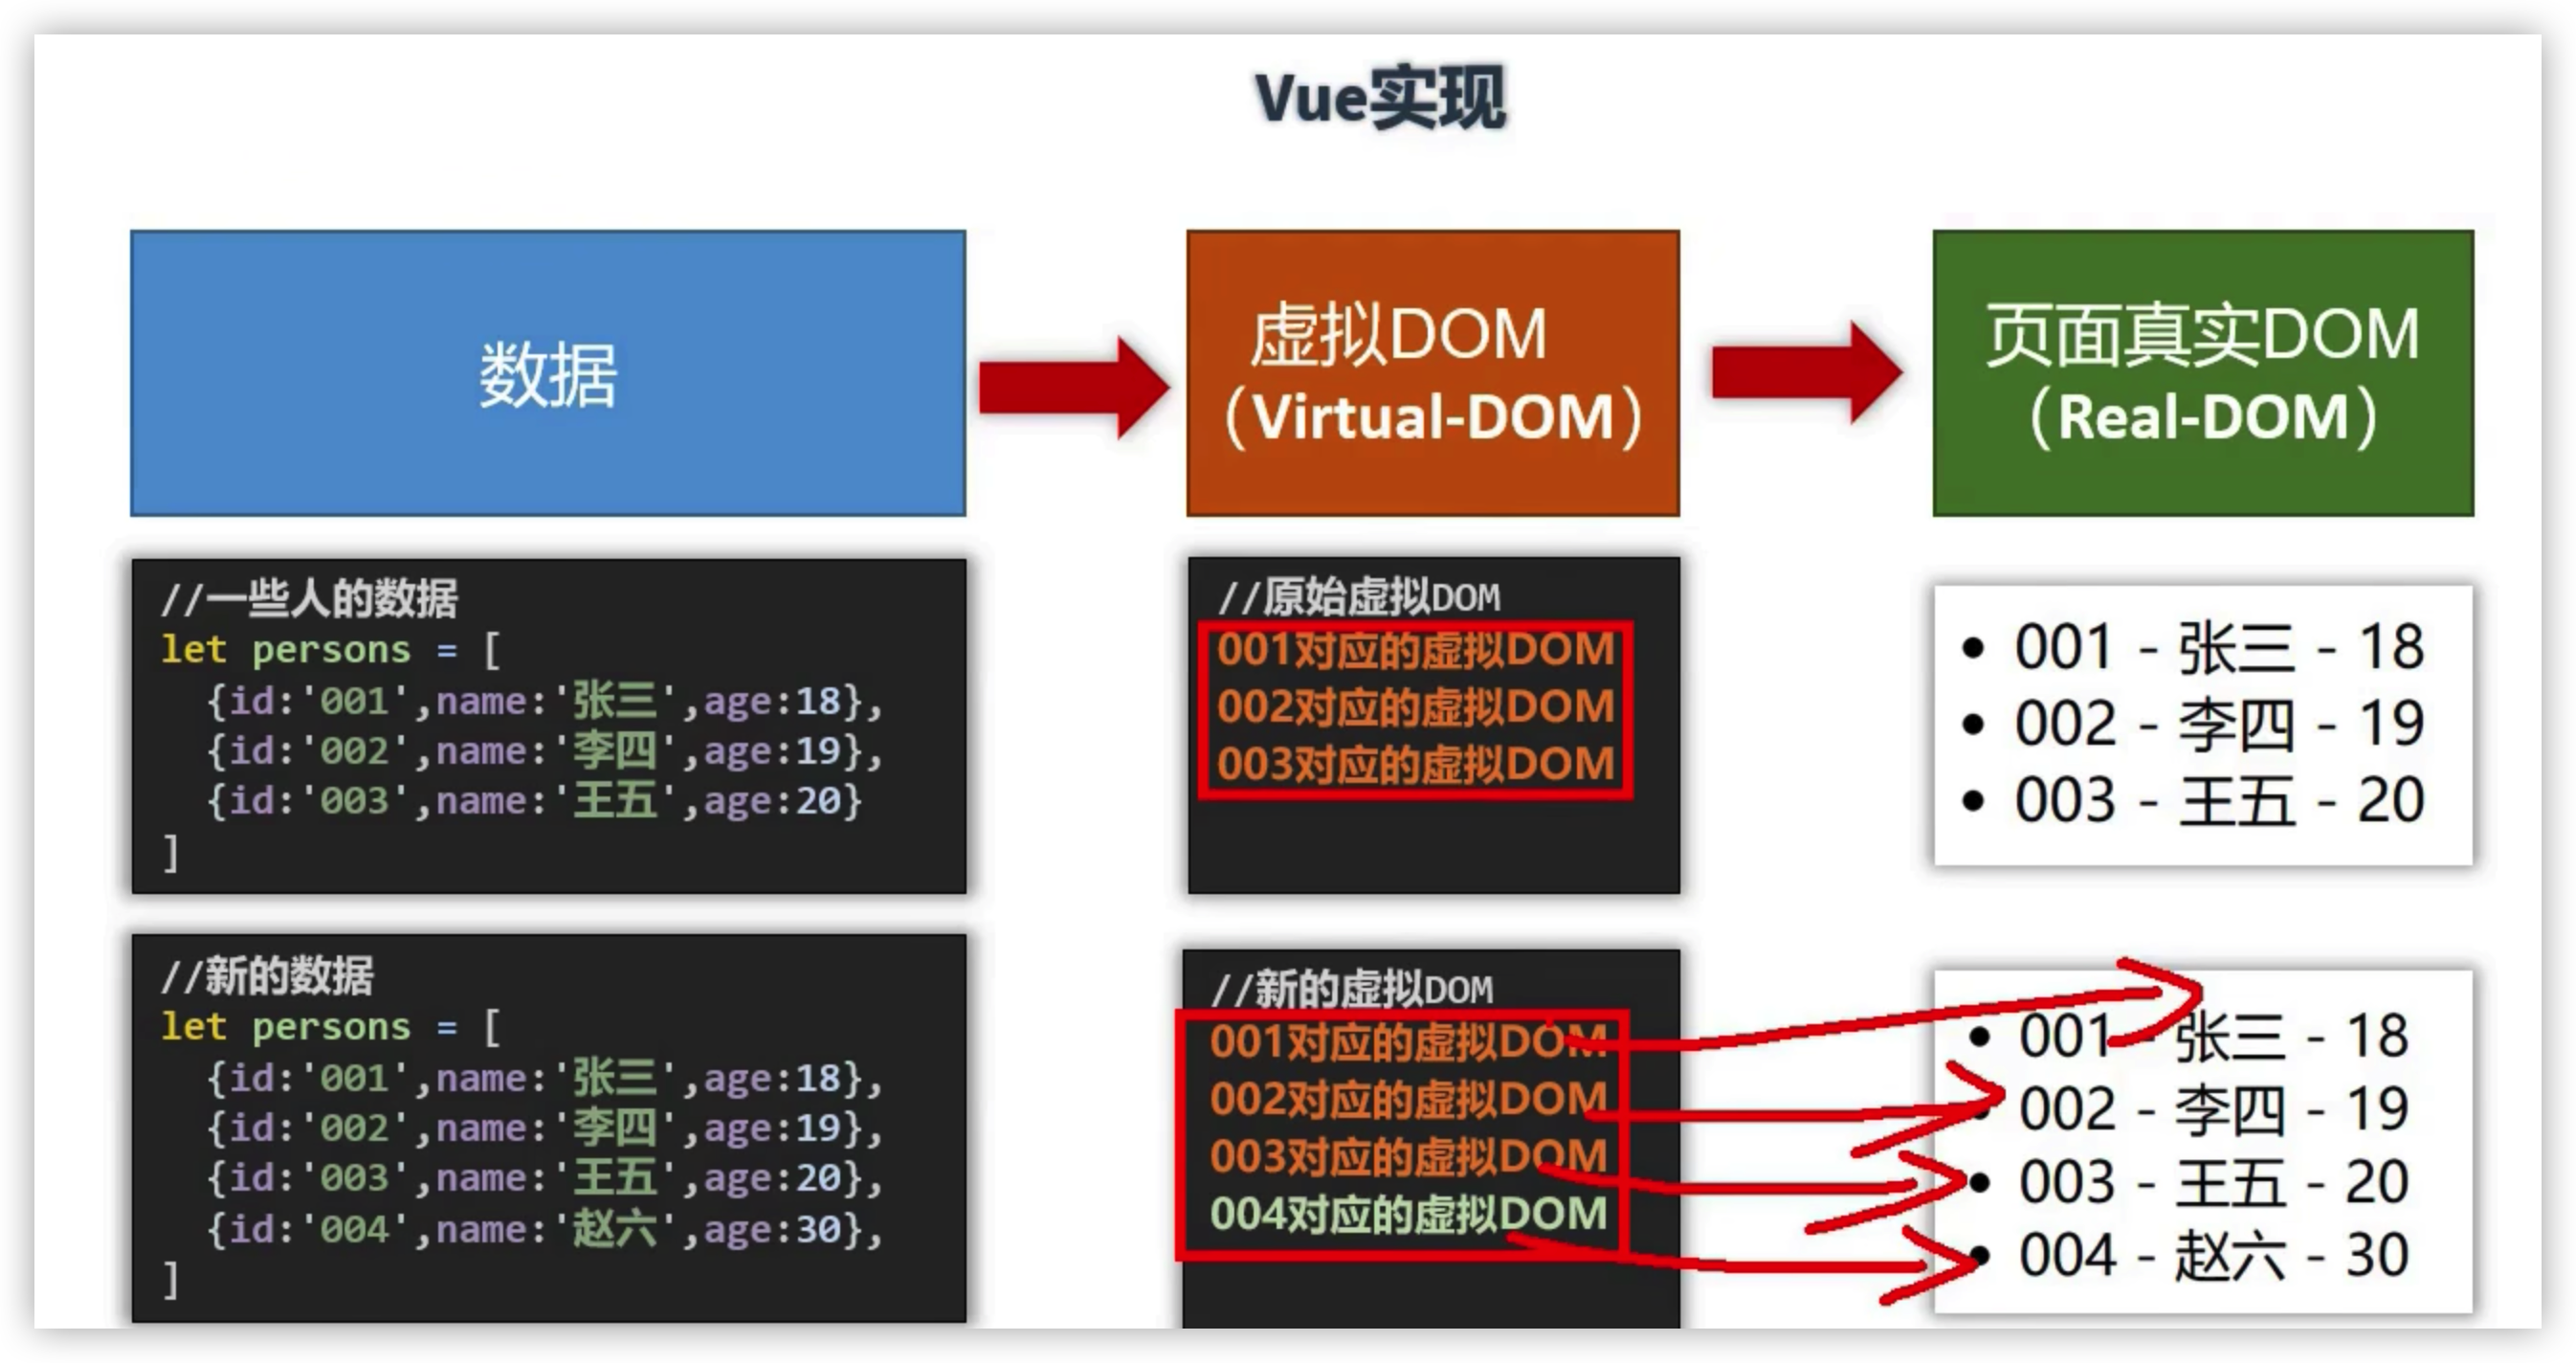 Vue实现
数据
虚拟DOM
（Virtual-DOM）
页面真实DOM
（Real-DOM）
//一些人的数据
let persons = [
{id:'001',name:'张三',age:18},
{id:'002',name:'李四',age:19},
{id:'003',name:'王五',age:20}
]
//原始虚拟DOM
001对应的虚拟DOM
002对应的虚拟DOM
003对应的虚拟DOM
• 001 - 张三 - 18
• 002 - 李四 - 19
• 003 - 王五 - 20
//新的数据
let persons = [
{id:'001',name:'张三',age:18},
{id:'002',name:'李四',age:19},
{id:'003',name:'王五',age:20},
{id:'004',name:'赵六',age:30},
]
//新的虚拟DOM
001对应的虚拟DOM
002对应的虚拟DOM
003对应的虚拟DOM
004对应的虚拟DOM
• 001 - 张三 - 18
• 002 - 李四 - 19
• 003 - 王五 - 20
• 004 - 赵六 - 30